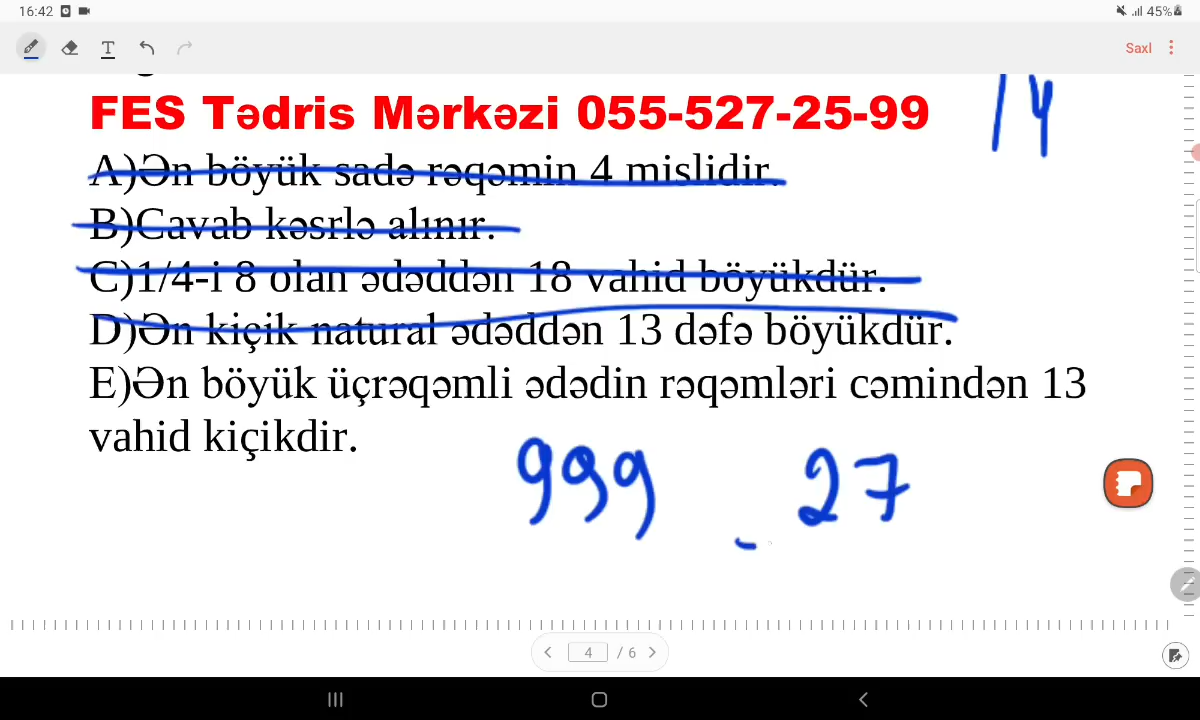 16:42 45%
T Saxl
14
FES Tədris Mərkəzi 055-527-25-99
A)Ən böyük sadə rəqəmin 4 mislidir.
B)Cavab kəsrlə alınır.
C)1/4-i 8 olan ədəddən 18 vahid böyükdür.
D)Ən kiçik natural ədəddən 13 dəfə böyükdür.
E)Ən böyük üçrəqəmli ədədin rəqəmləri cəmindən 13
vahid kiçikdir.
999 27
-
4 / 6